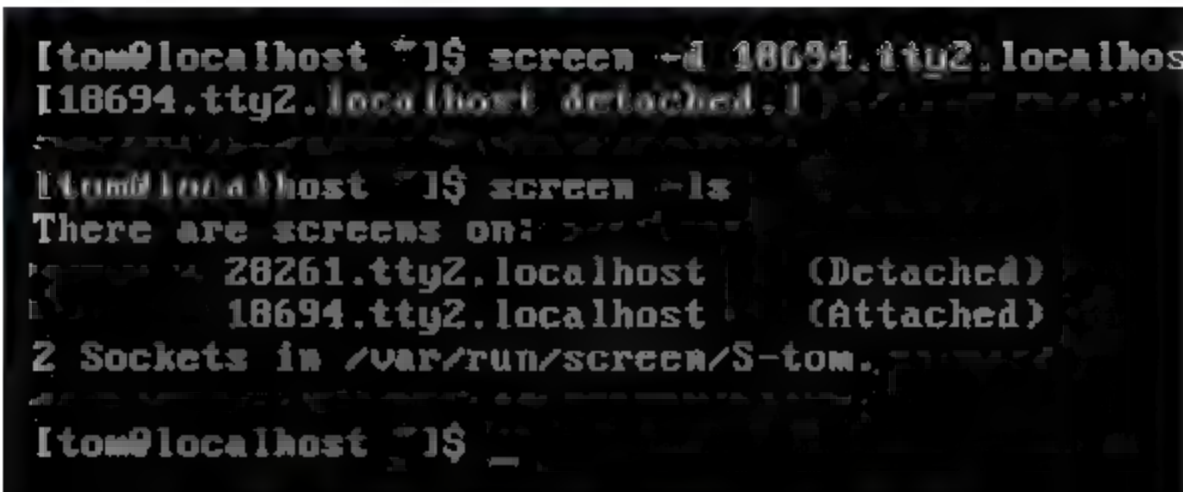 [tom@localhost ~]$ screen -d 18694.tty2.localhos
[18694.tty2.localhost detached.]
[tom@localhost ~]$ screen -ls
There are screens on:
28261.tty2.localhost (Detached)
18694.tty2.localhost (Attached)
2 Sockets in /var/run/screen/S-tom.
[tom@localhost ~]$ _